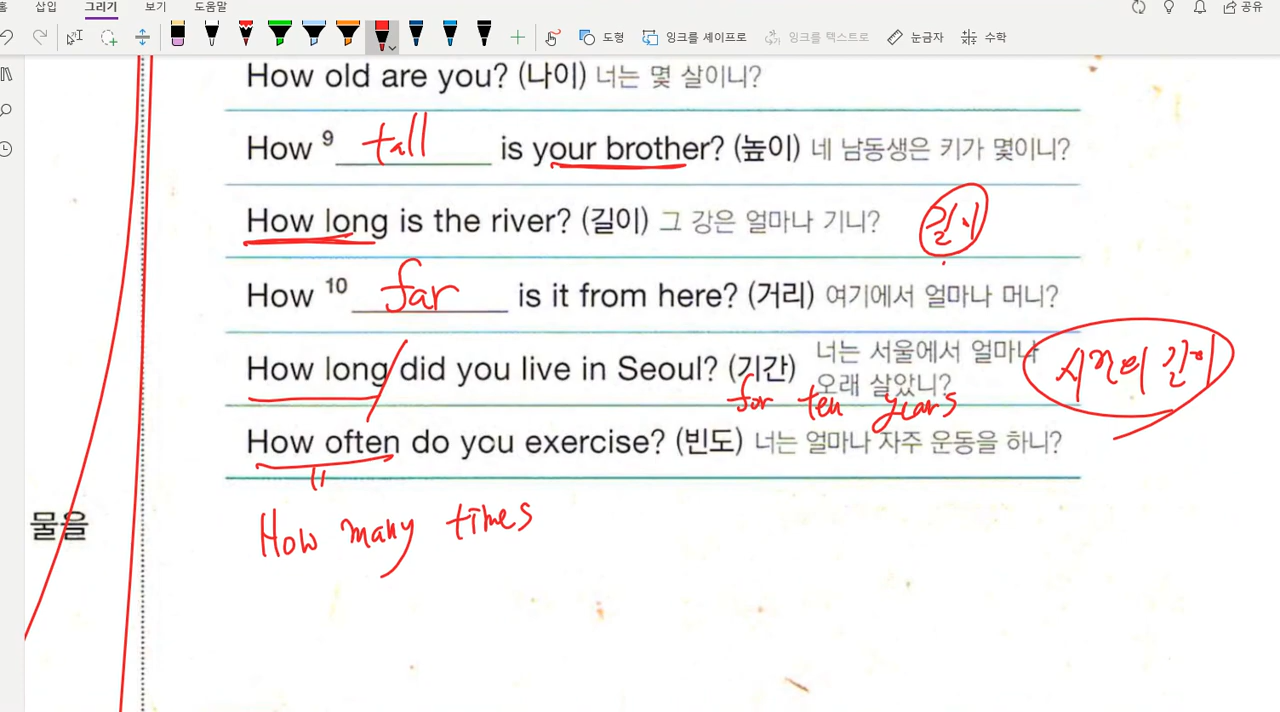 홈 삽입 그리기 보기 도움말 공유
도형 잉크를 셰이프로 잉크를 텍스트로 눈금자 수학
How old are you? (나이) 너는 몇 살이니?
How 9 tall is your brother? (높이) 네 남동생은 키가 몇이니?
How long is the river? (길이) 그 강은 얼마나 기니?
How 10 far is it from here? (거리) 여기에서 얼마나 머니?
How long did you live in Seoul? (기간) 너는 서울에서 얼마나
오래 살았니?
시간의 길이
for ten years
How often do you exercise? (빈도) 너는 얼마나 자주 운동을 하니?
물을
How many times